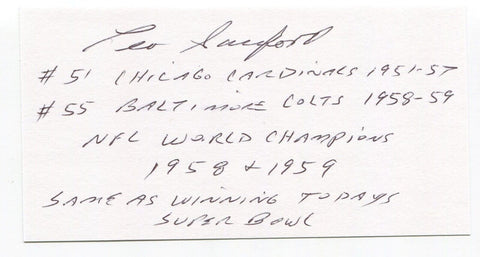 Leo Sanford
# 51 CHICAGO CARDINALS 1951-57
# 55 BALTIMORE COLTS 1958-59
NFL WORLD CHAMPIONS
1958 + 1959
SAME AS WINNING TODAYS
SUPER BOWL